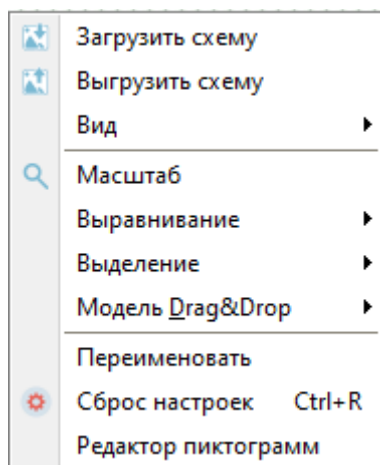 Загрузить схему
Выгрузить схему
Вид
Масштаб
Выравнивание
Выделение
Модель Drag&Drop
Переименовать
Сброс настроек Ctrl+R
Редактор пиктограмм